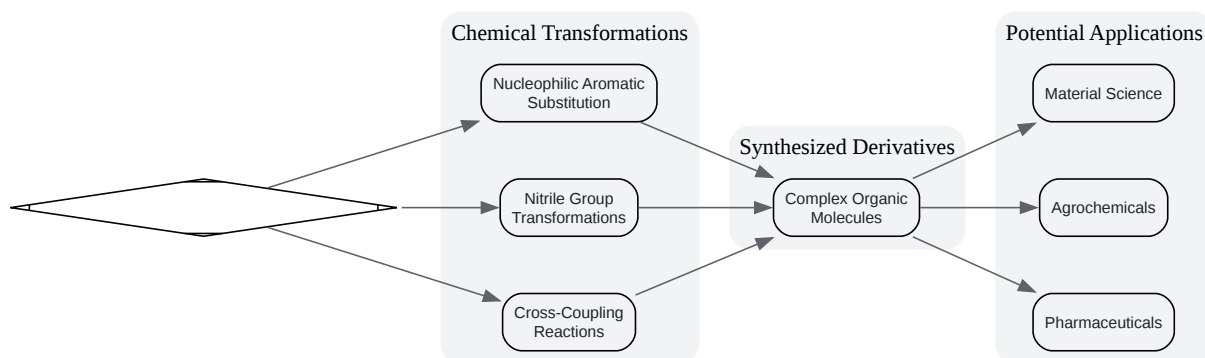 Chemical Transformations
Nucleophilic Aromatic
Substitution
Nitrile Group
Transformations
Cross-Coupling
Reactions
Synthesized Derivatives
Complex Organic
Molecules
Potential Applications
Material Science
Agrochemicals
Pharmaceuticals